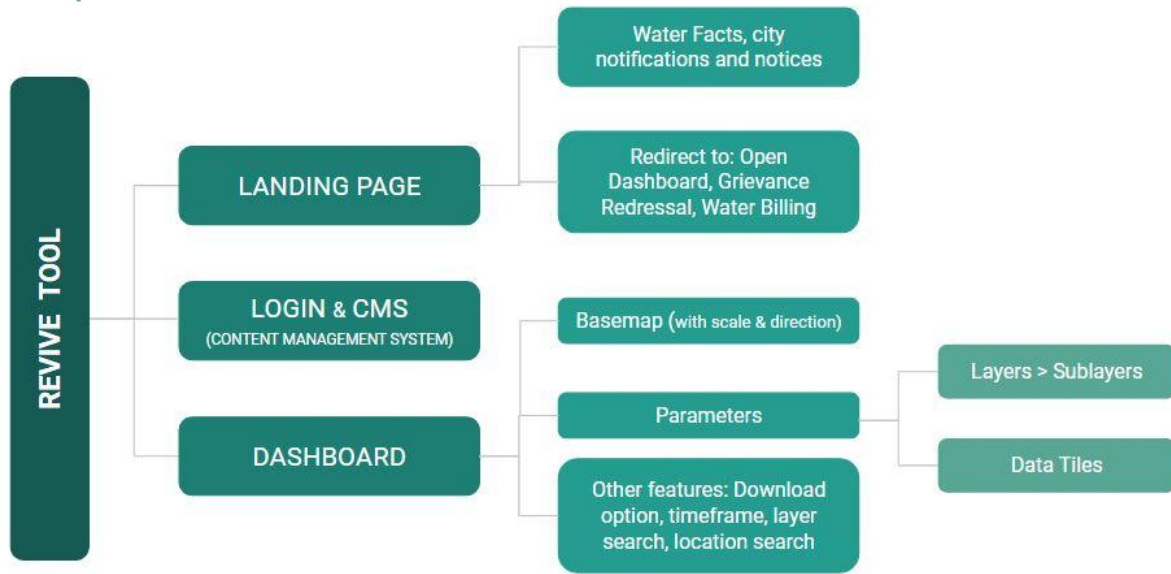 REVIVE TOOL
LANDING PAGE
Water Facts, city
notifications and notices
Redirect to: Open
Dashboard, Grievance
Redressal, Water Billing
LOGIN & CMS
(CONTENT MANAGEMENT SYSTEM)
DASHBOARD
Basemap (with scale & direction)
Parameters
Layers > Sublayers
Data Tiles
Other features: Download
option, timeframe, layer
search, location search